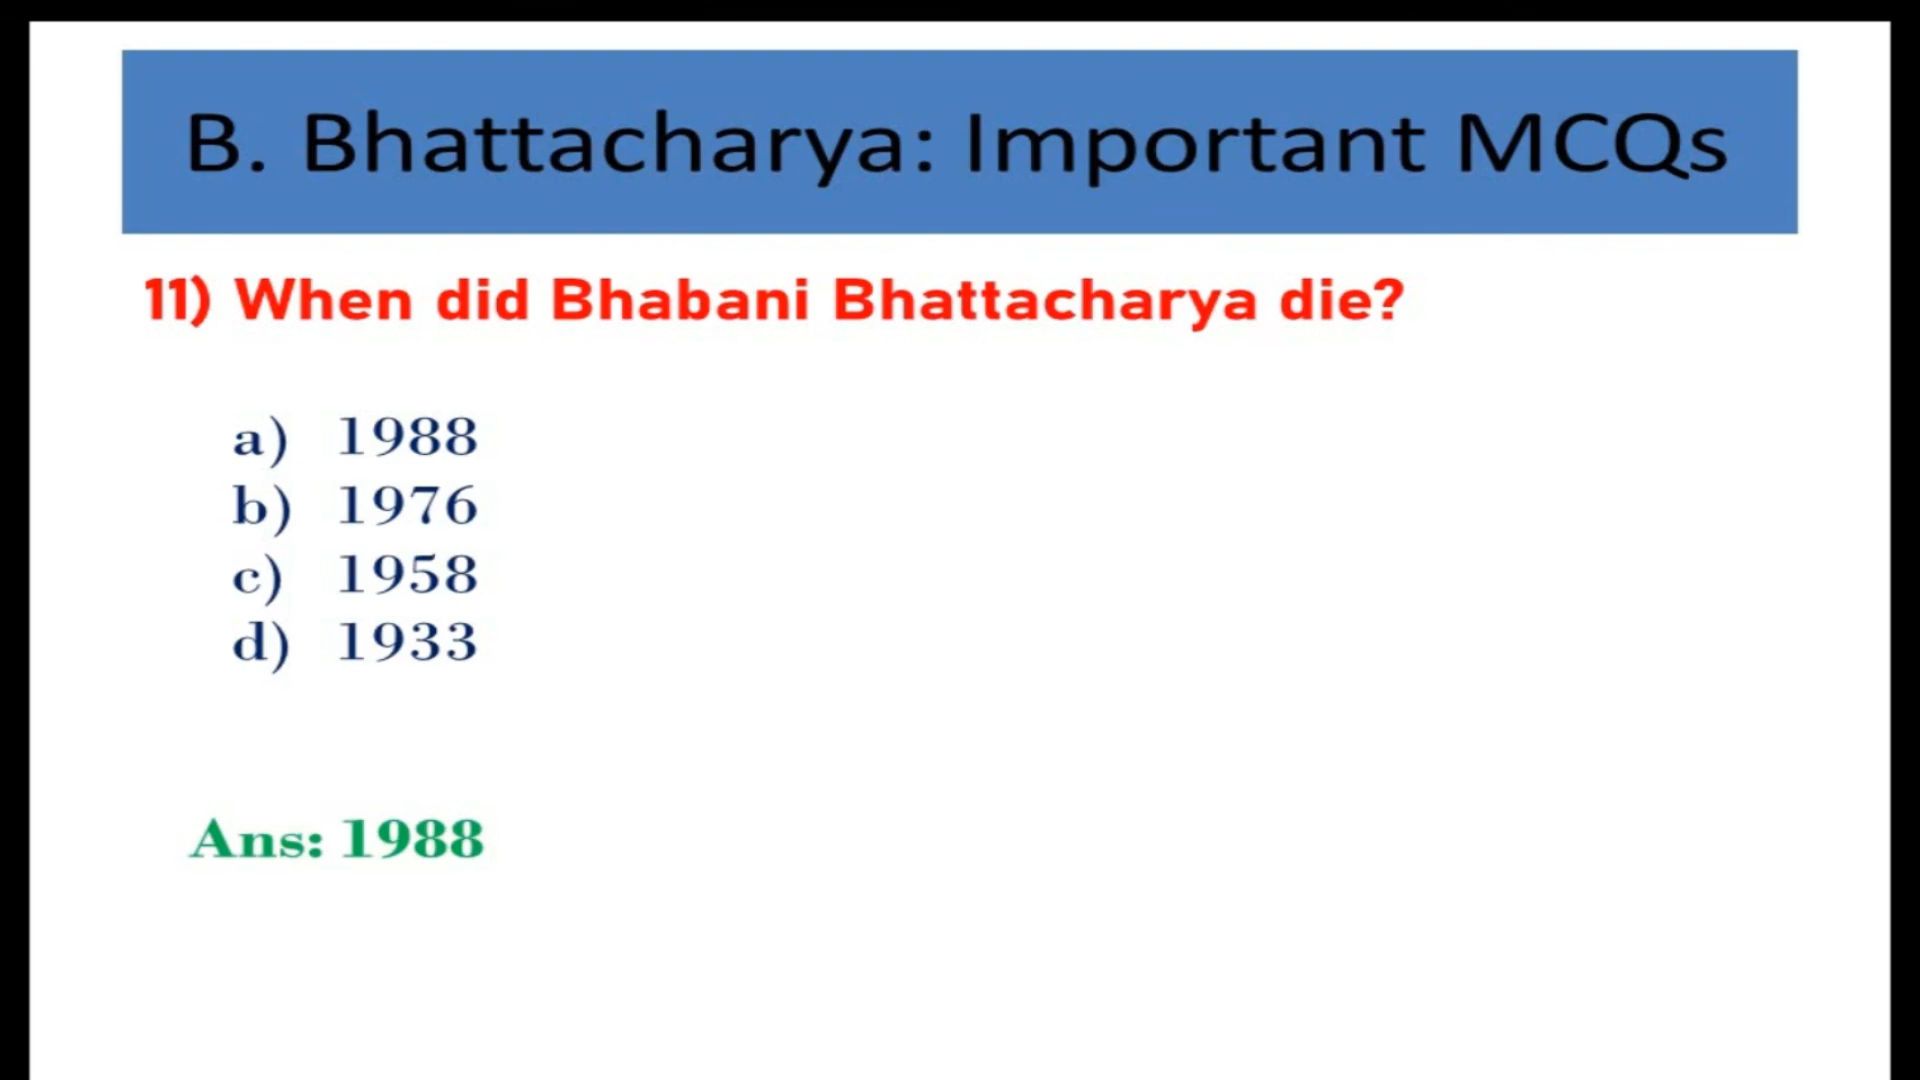 B. Bhattacharya: Important MCQs
11) When did Bhabani Bhattacharya die?
a) 1988
b) 1976
c) 1958
d) 1933
Ans: 1988